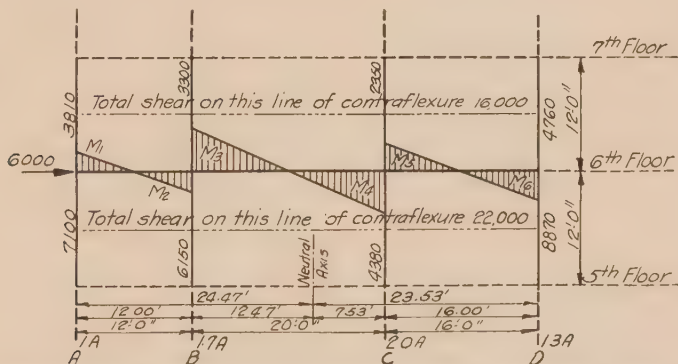 7th Floor
3810
3300
2350
4760
12'0"
Total shear on this line of contraflexure 16,000
M1
M3
M5
6000
6th Floor
M2
M4
M6
Total shear on this line of contraflexure 22,000
7100
6150
Neutral Axis
4380
8870
12'0"
5th Floor
24.47'
23.53'
12.00'
12.47'
7.53'
16.00'
12'0"
20'0"
16'0"
1A
1.7A
2.0A
1.3A
A
B
C
D